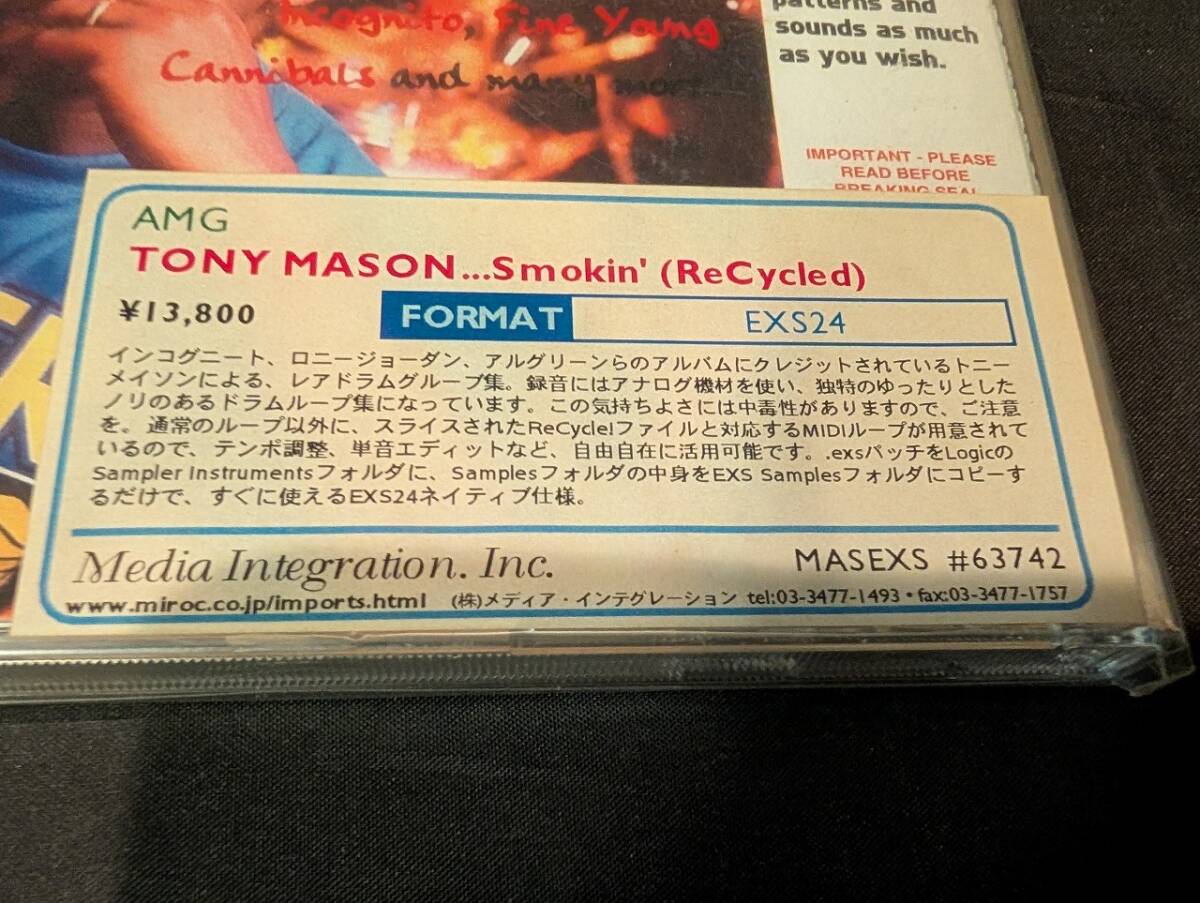 Incognito, Fine Young
Cannibals and many more...
patterns and
sounds as much
as you wish.
IMPORTANT - PLEASE
READ BEFORE
BREAKING SEAL
AMG
TONY MASON...Smokin' (ReCycled)
¥13,800
FORMAT
EXS24
インコグニート、ロニージョーダン、アルグリーンらのアルバムにクレジットされているトニー
メイソンによる、レアドラムグルーブ集。録音にはアナログ機材を使い、独特のゆったりとした
ノリのあるドラムループ集になっています。この気持ちよさには中毒性がありますので、ご注意
を。通常のループ以外に、スライスされたReCycle!ファイルと対応するMIDIループが用意されて
いるので、テンポ調整、単音エディットなど、自由自在に活用可能です。.exsパッチをLogicの
Sampler Instrumentsフォルダに、Samplesフォルダの中身をEXS Samplesフォルダにコピーす
るだけで、すぐに使えるEXS24ネイティブ仕様。
Media Integration. Inc.
MASEXS #63742
www.miroc.co.jp/imports.html (株)メディア・インテグレーション tel:03-3477-1493・fax:03-3477-1757